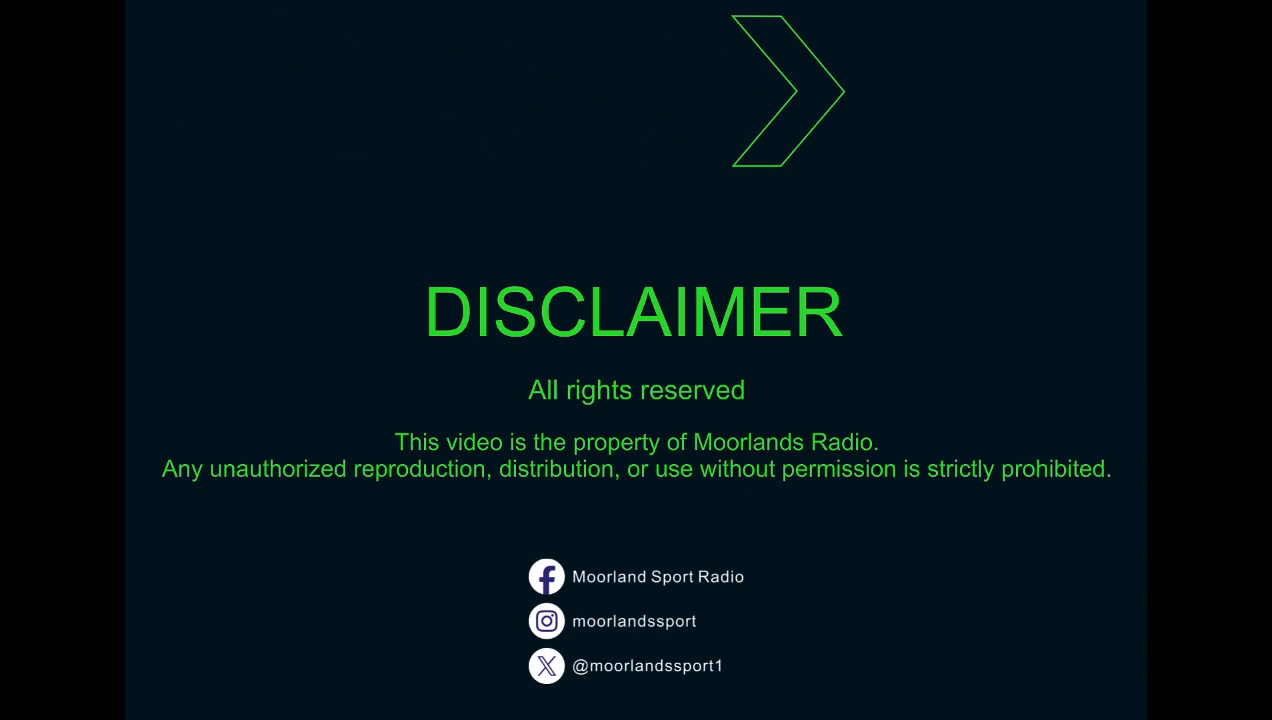 DISCLAIMER
All rights reserved
This video is the property of Moorlands Radio.
Any unauthorized reproduction, distribution, or use without permission is strictly prohibited.
Moorland Sport Radio
moorlandssport
@moorlandssport1